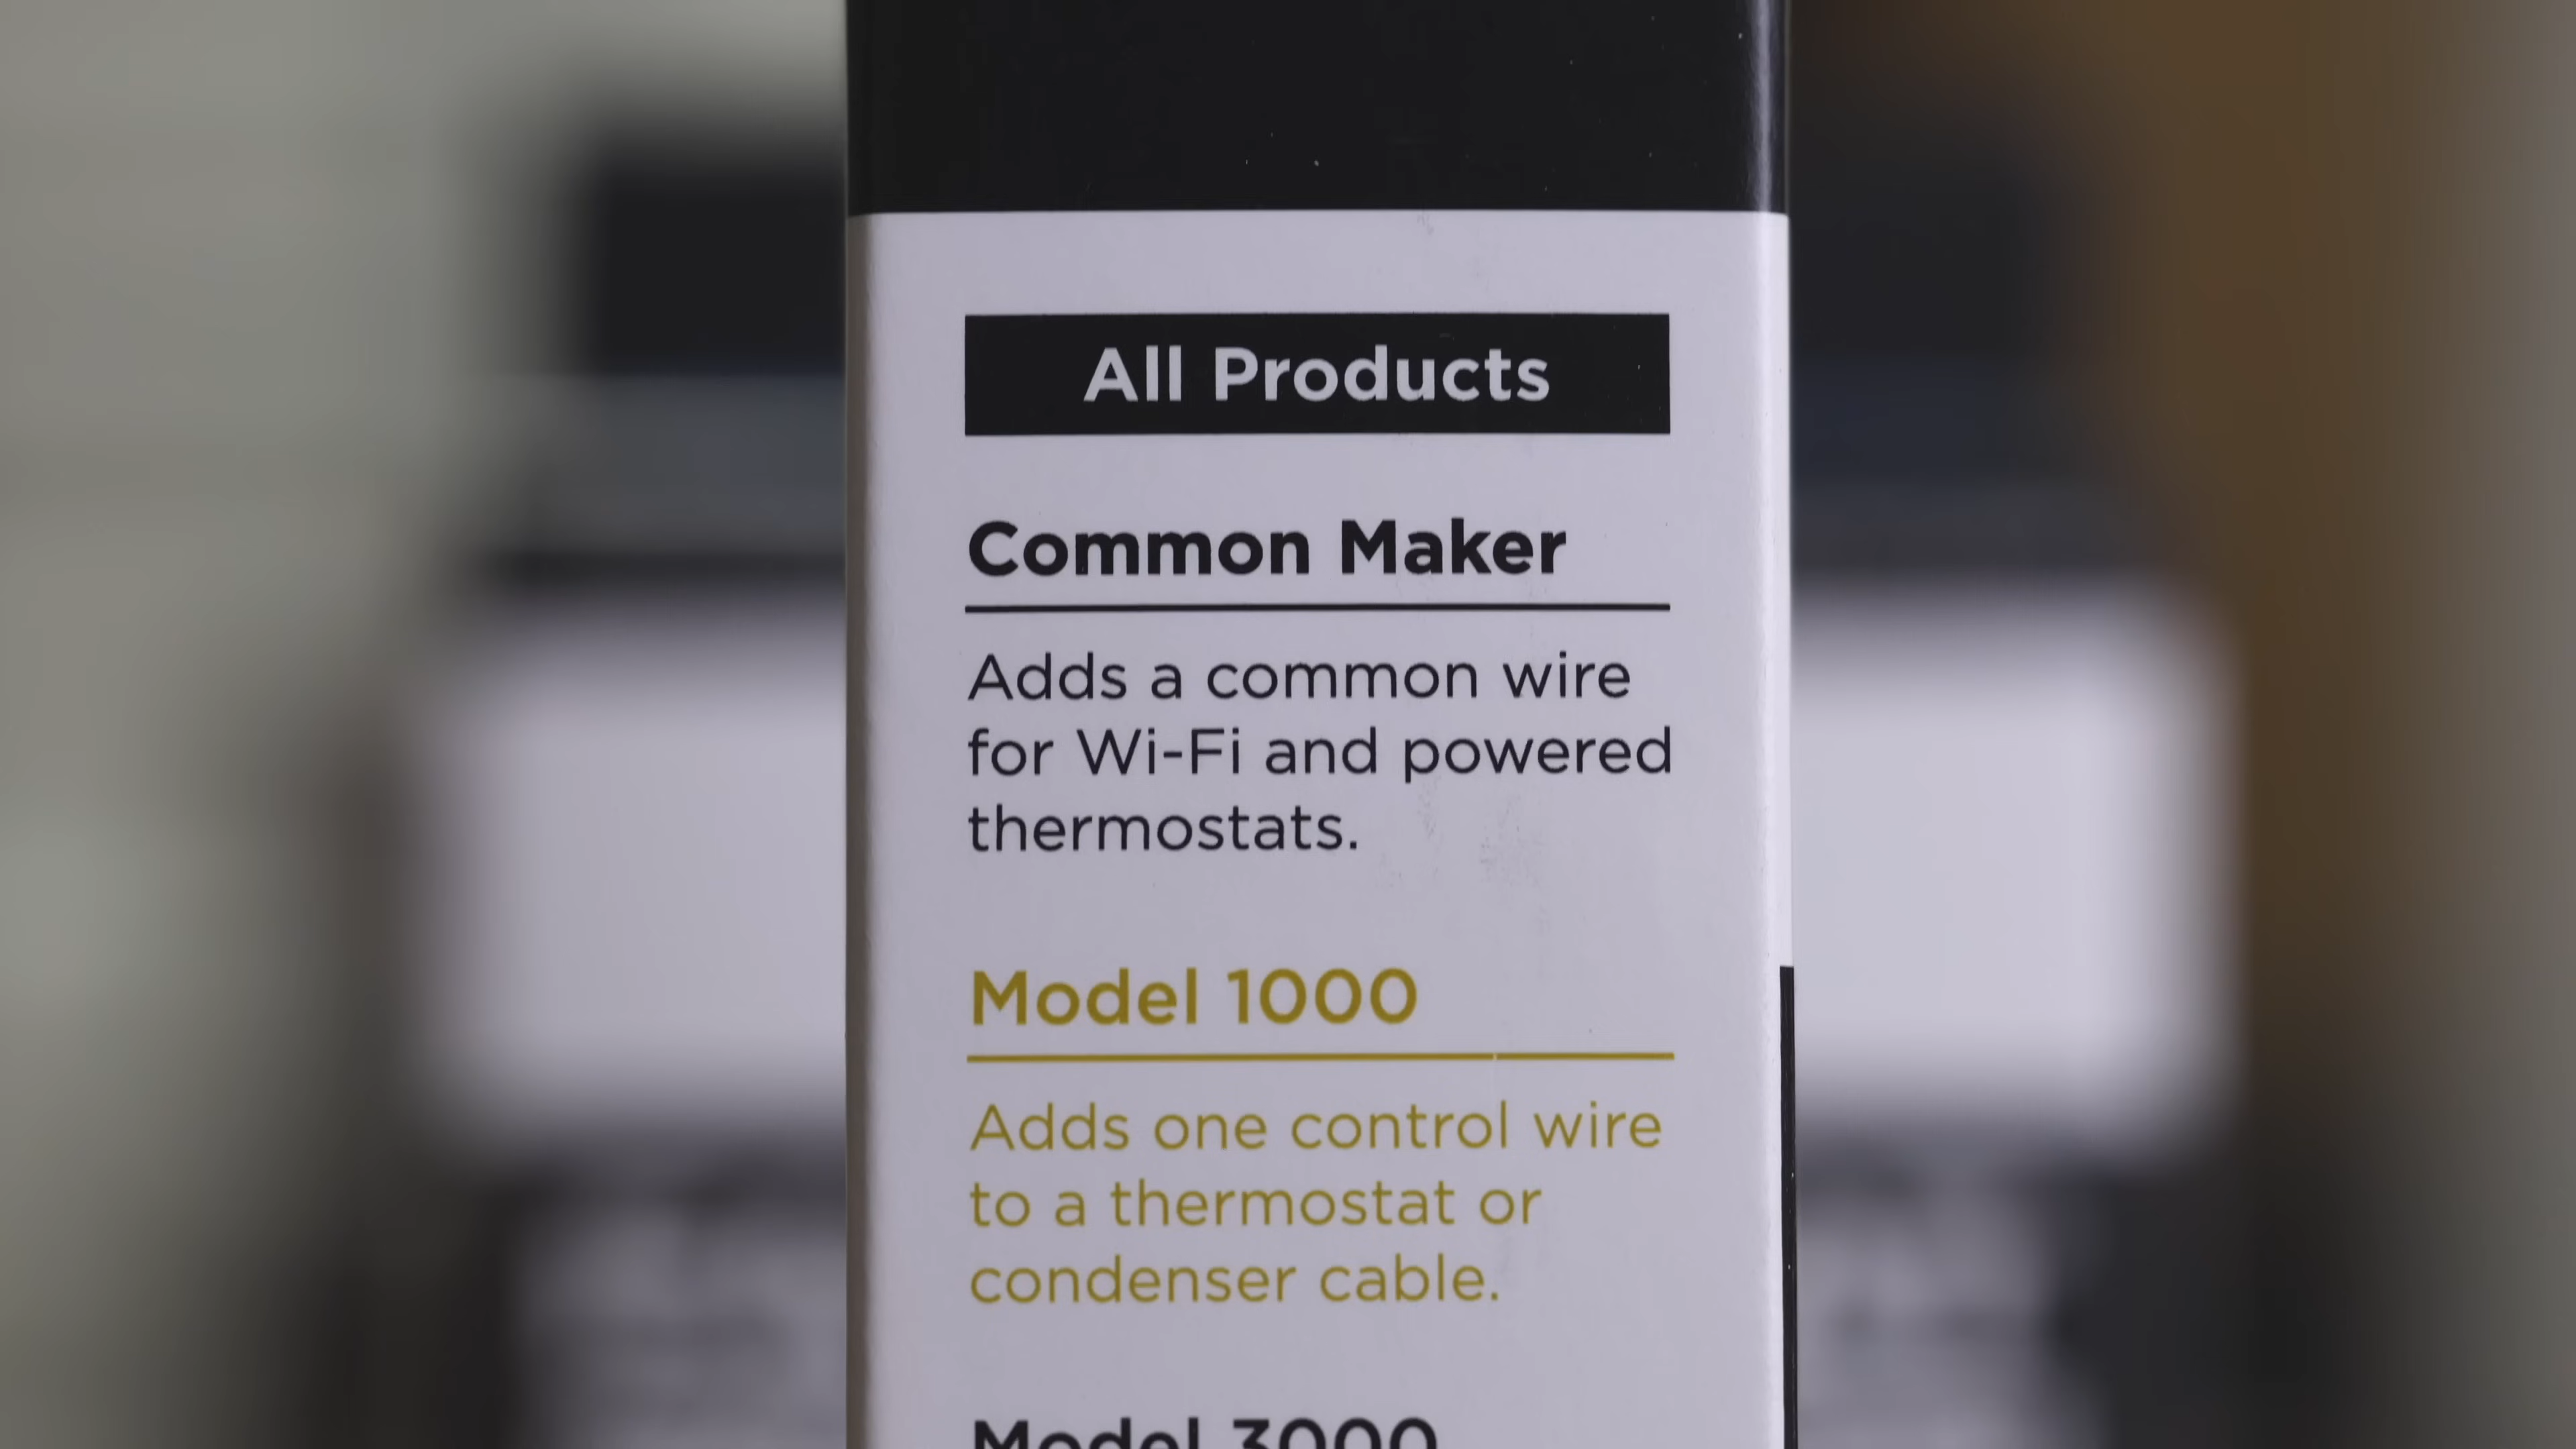 All Products
Common Maker
Adds a common wire
for Wi-Fi and powered
thermostats.
Model 1000
Adds one control wire
to a thermostat or
condenser cable.
Model 3000